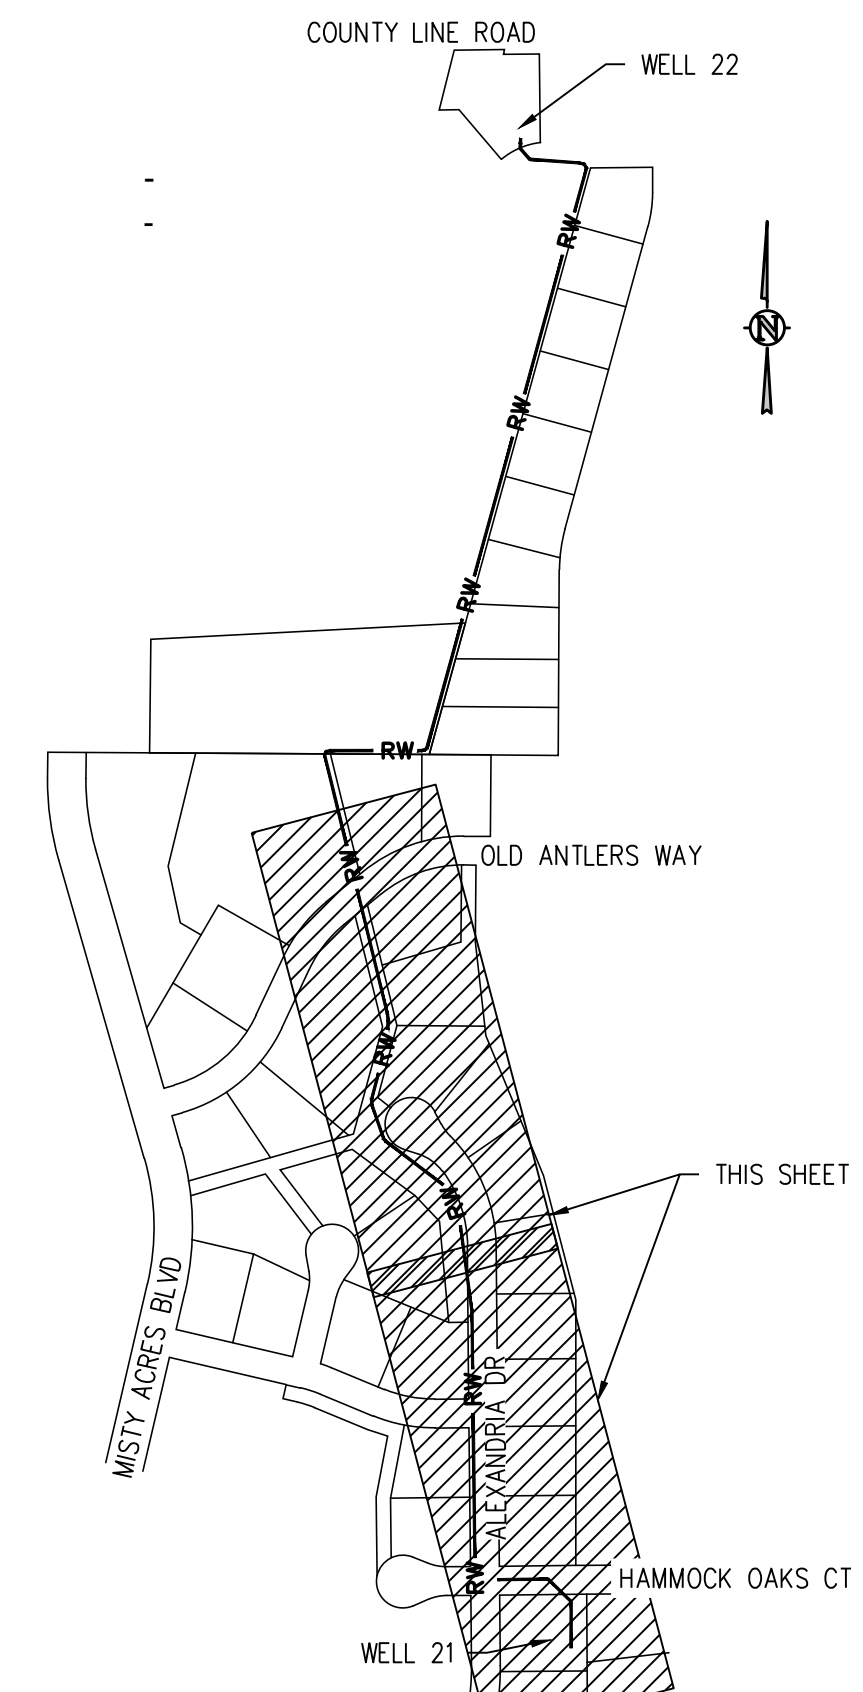 COUNTY LINE ROAD
WELL 22
RW
N
RW
RW
RW
OLD ANTLERS WAY
RW
RW
THIS SHEET
RW
MISTY ACRES BLVD
RW
ALEXANDRIA DR
RW
HAMMOCK OAKS CT
WELL 21